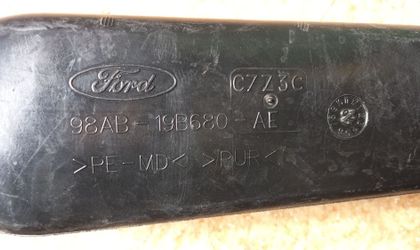 Ford
C7Z3C
98AB-19B680-AE
>PE-MD< >PUR<